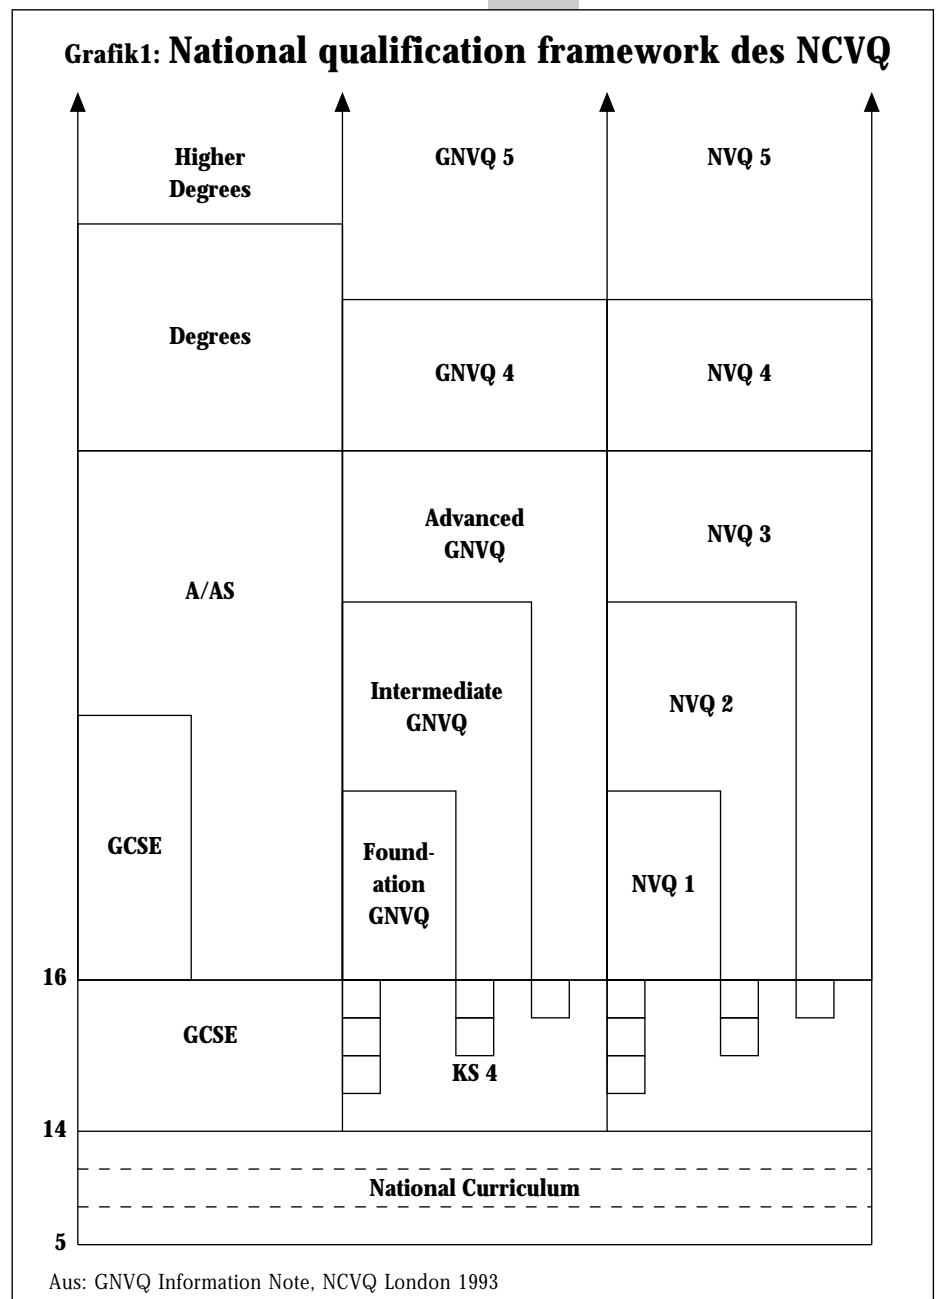 Grafik1: National qualification framework des NCVQ
Higher
Degrees
GNVQ 5
NVQ 5
Degrees
GNVQ 4
NVQ 4
A/AS
Advanced
GNVQ
NVQ 3
Intermediate
GNVQ
NVQ 2
GCSE
Found-
ation
GNVQ
NVQ 1
16
GCSE
KS 4
14
National Curriculum
5
Aus: GNVQ Information Note, NCVQ London 1993